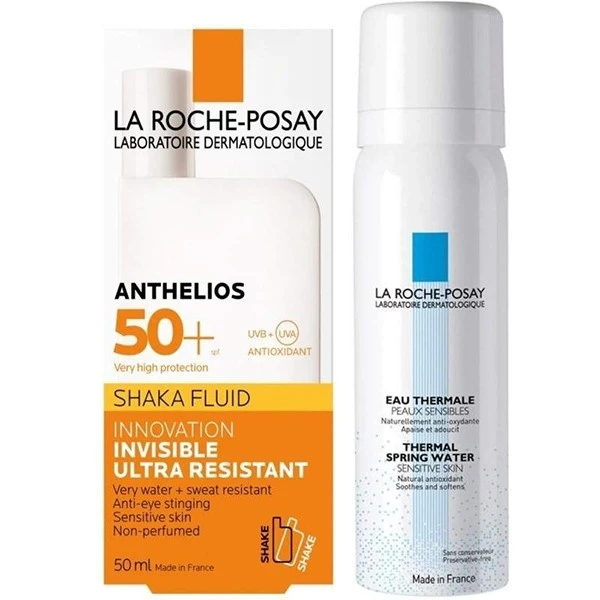 LA ROCHE-POSAY
LABORATOIRE DERMATOLOGIQUE
ANTHELIOS
50+
spf
UVB + UVA
ANTIOXIDANT
Very high protection
SHAKA FLUID
INNOVATION
INVISIBLE
ULTRA RESISTANT
Very water + sweat resistant
Anti-eye stinging
Sensitive skin
Non-perfumed
SHAKE
SHAKE
50 ml Made in France
LA ROCHE-POSAY
LABORATOIRE DERMATOLOGIQUE
EAU THERMALE
PEAUX SENSIBLES
Naturellement anti-oxydante
Apaise et adoucit
THERMAL
SPRING WATER
SENSITIVE SKIN
Natural antioxidant
Soothes and softens
Sans conservateur
Preservative-free
Made in France